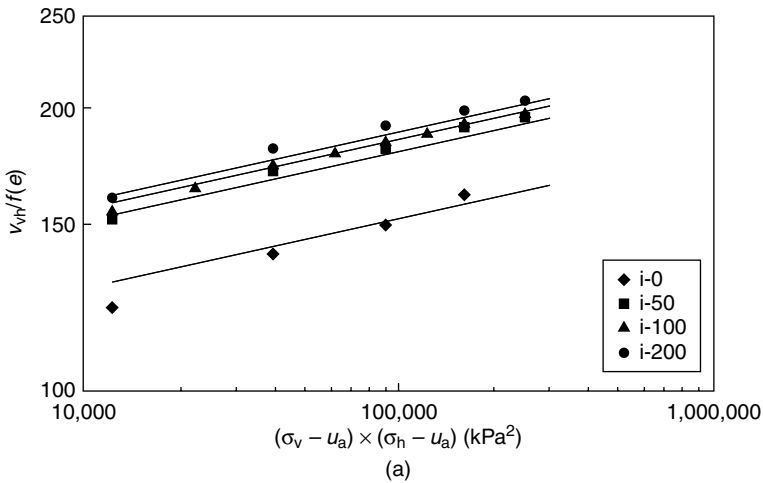 250
200
150
100
v_vh/f(e)
10,000
100,000
1,000,000
(σ_v − u_a) × (σ_h − u_a) (kPa²)
i-0
i-50
i-100
i-200
(a)